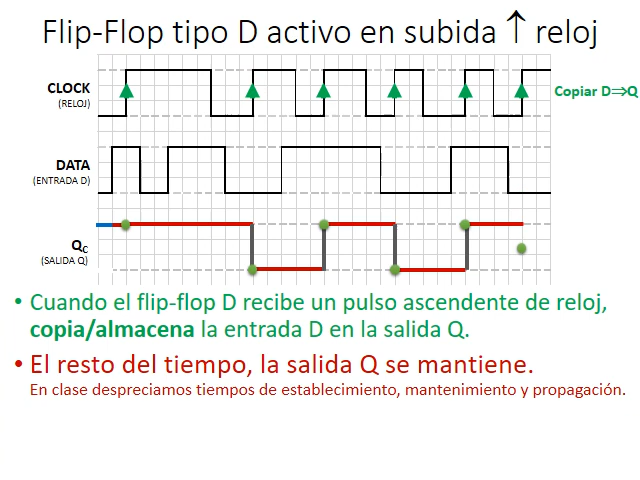 Flip-Flop tipo D activo en subida ↑ reloj
CLOCK
(RELOJ)
Copiar D⇒Q
DATA
(ENTRADA D)
QC
(SALIDA Q)
• Cuando el flip-flop D recibe un pulso ascendente de reloj,
copia/almacena la entrada D en la salida Q.
• El resto del tiempo, la salida Q se mantiene.
En clase despreciamos tiempos de establecimiento, mantenimiento y propagación.